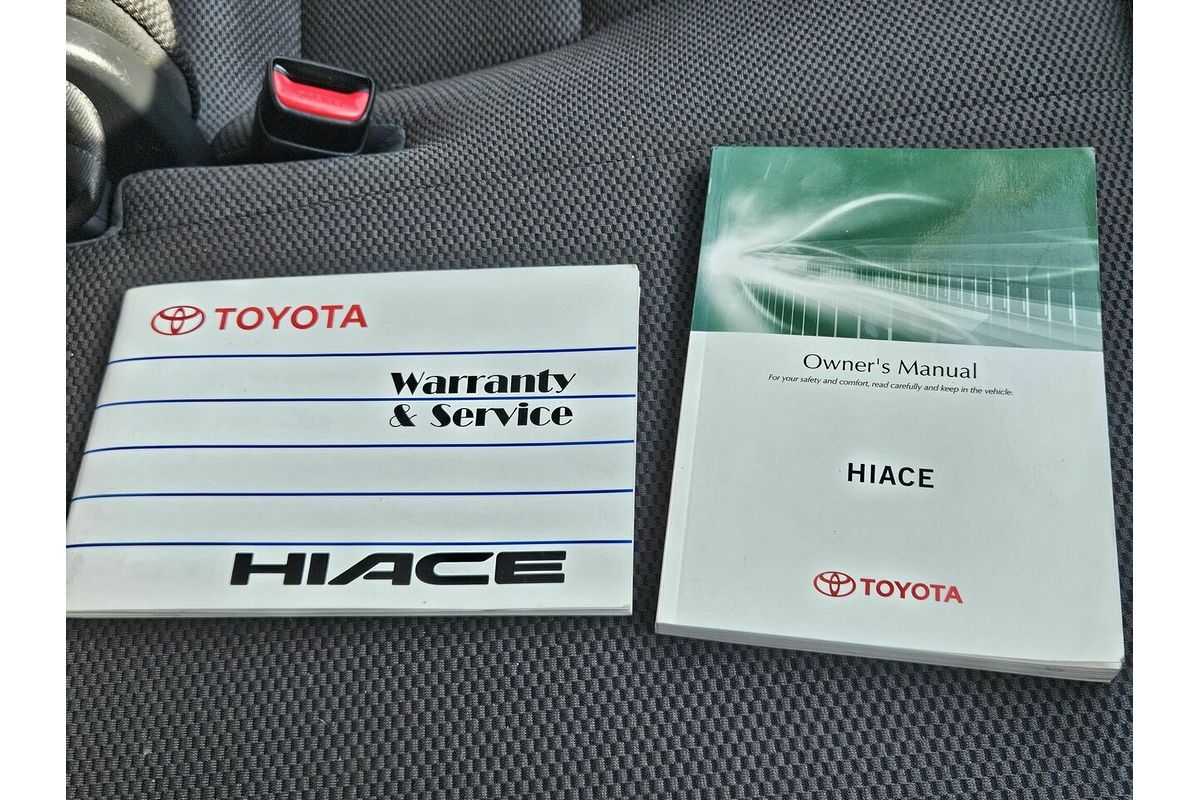 TOYOTA
Warranty
& Service
HIACE
Owner's Manual
For your safety and comfort, read carefully and keep in the vehicle.
HIACE
TOYOTA